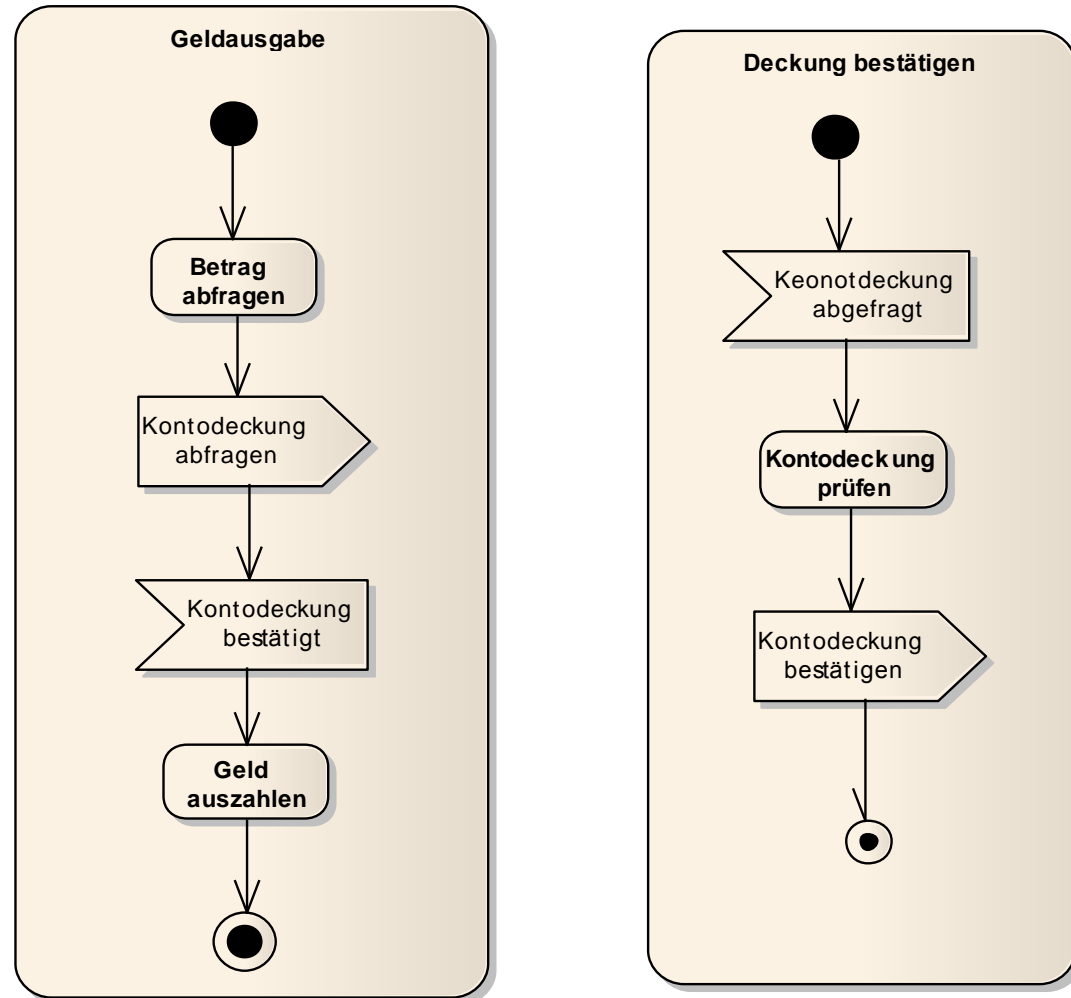 Geldausgabe
Betrag
abfragen
Kontodeckung
abfragen
Kontodeckung
bestätigt
Geld
auszahlen
Deckung bestätigen
Keonotdeckung
abgefragt
Kontodeckung
prüfen
Kontodeckung
bestätigen